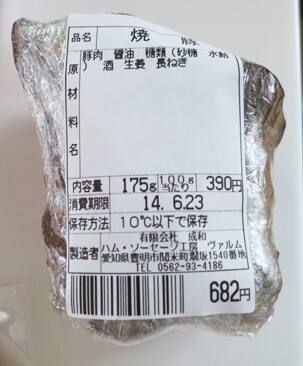 品名 焼 豚
原材料名 豚肉 醤油 糖類(砂糖 水飴
) 酒 生姜 長ねぎ
内容量 175g 100g当たり 390円
消費期限 14. 6.23
保存方法 10℃以下で保存
製造者 有限会社 成和
ハム・ソーセージ工房 ヴァルム
愛知県豊明市間米町榎坂1540番地
TEL 0562-93-4186
682円